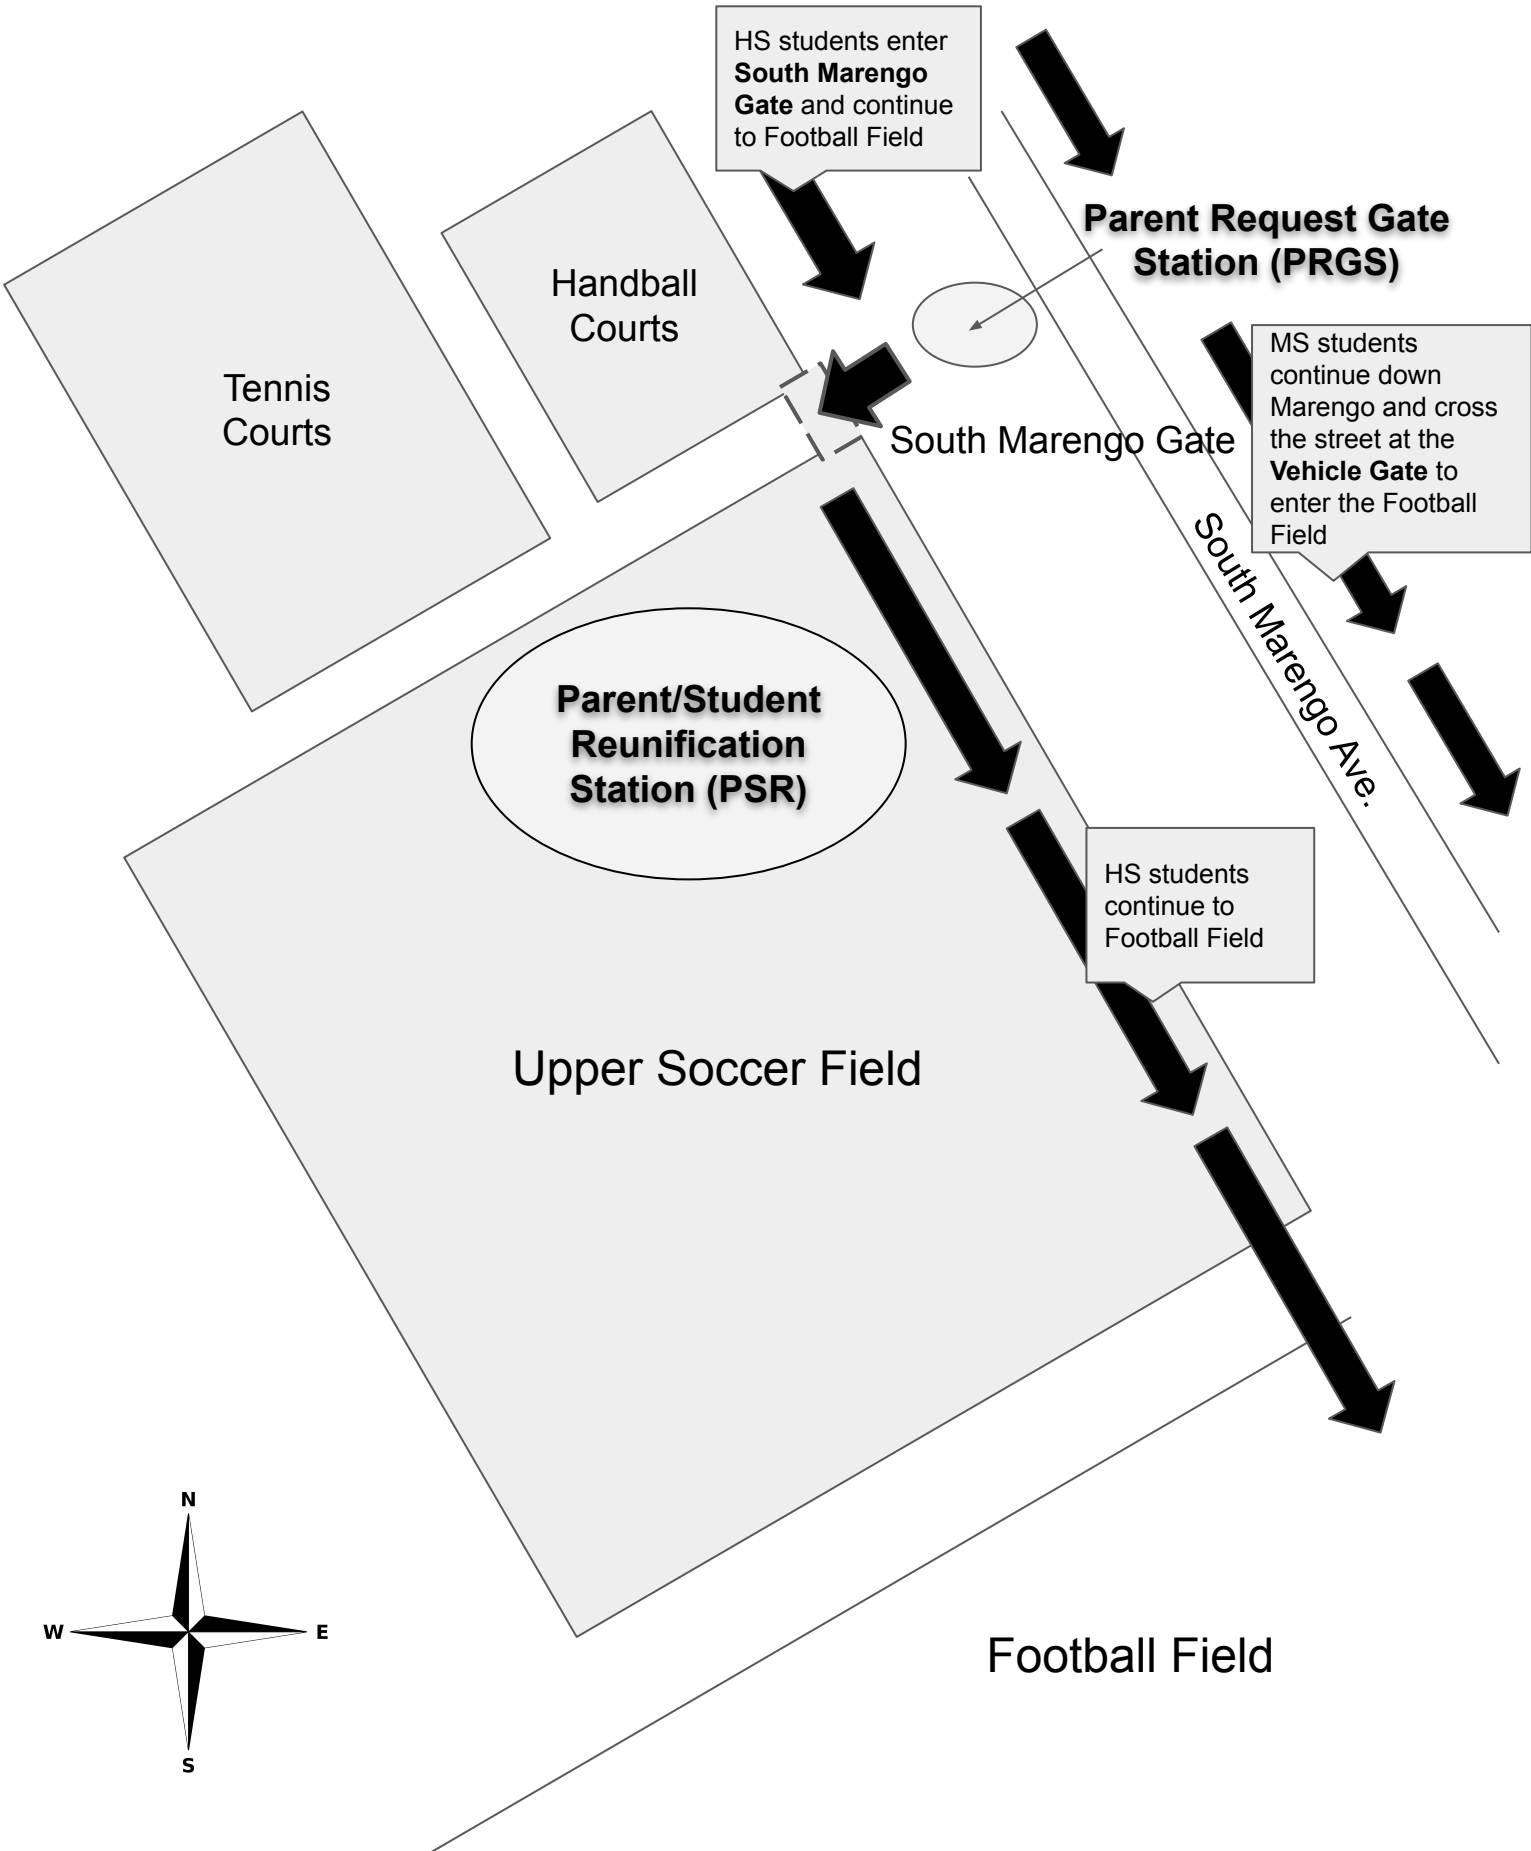 HS students enter
South Marengo
Gate and continue
to Football Field
Parent Request Gate
Station (PRGS)
Handball
Courts
Tennis
Courts
MS students
continue down
Marengo and cross
the street at the
Vehicle Gate to
enter the Football
Field
South Marengo Gate
South Marengo Ave.
Parent/Student
Reunification
Station (PSR)
HS students
continue to
Football Field
Upper Soccer Field
N
W
E
S
Football Field